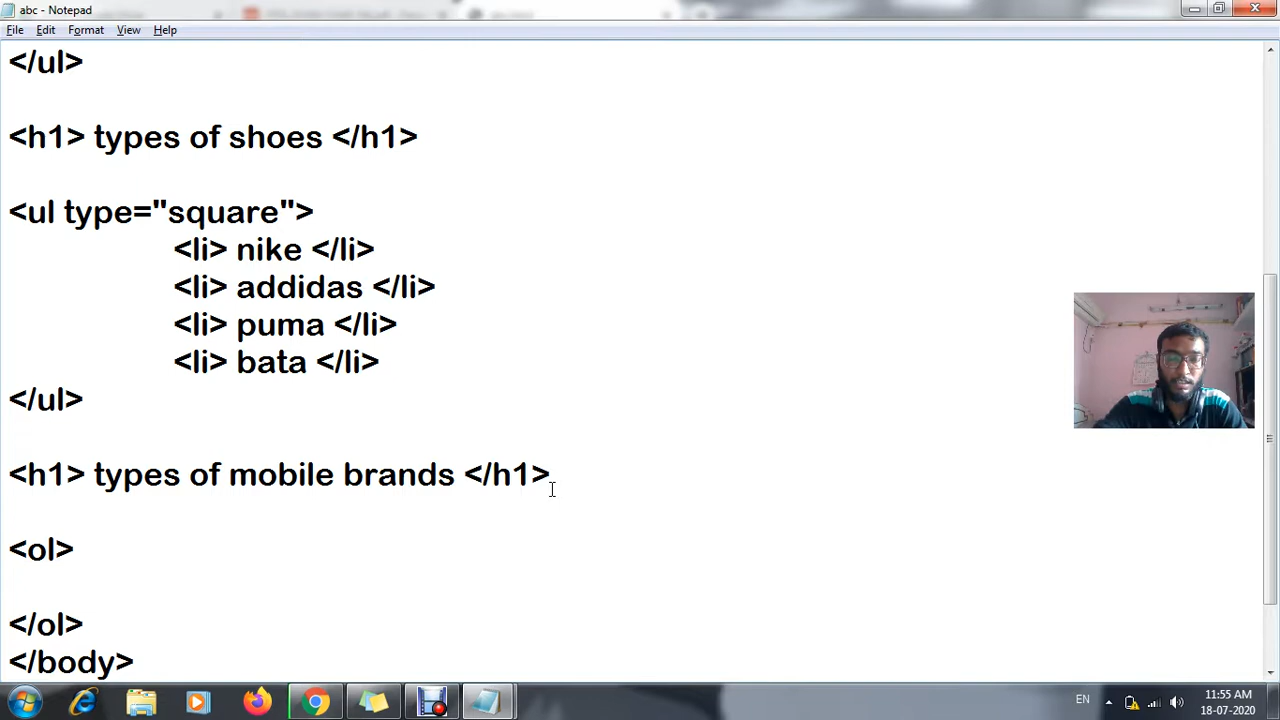 abc - Notepad
File Edit Format View Help
</ul>
<h1> types of shoes </h1>
<ul type="square">
<li> nike </li>
<li> addidas </li>
<li> puma </li>
<li> bata </li>
</ul>
<h1> types of mobile brands </h1>
<ol>
</ol>
</body>
EN
11:55 AM
18-07-2020